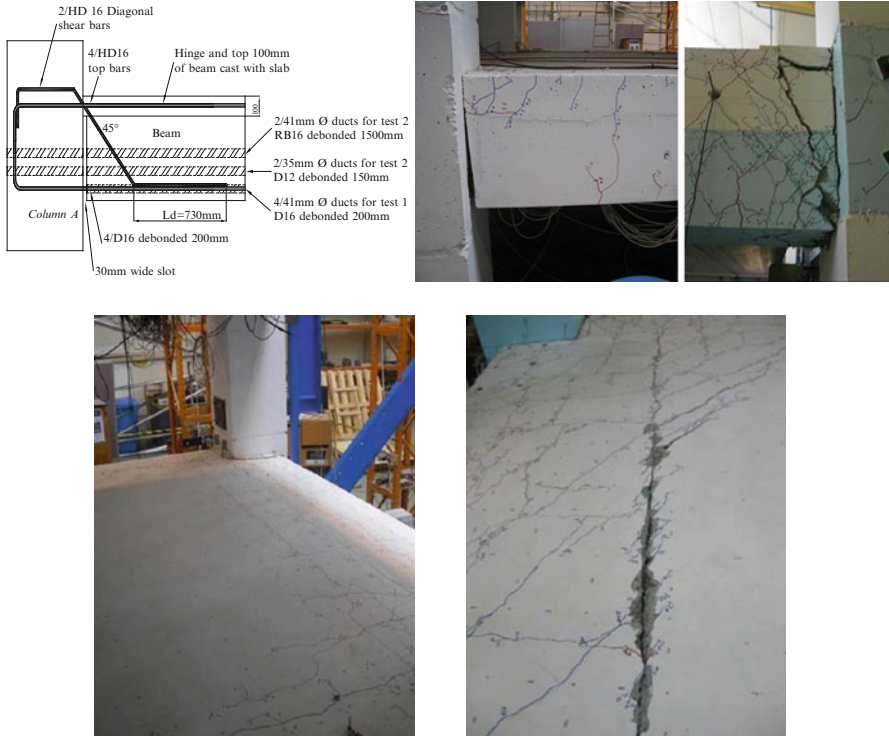 2/HD 16 Diagonal
shear bars
4/HD16
top bars
Hinge and top 100mm
of beam cast with slab
100
45°
Beam
2/41mm Ø ducts for test 2
RB16 debonded 1500mm
2/35mm Ø ducts for test 2
D12 debonded 150mm
4/41mm Ø ducts for test 1
D16 debonded 200mm
Column A
Ld=730mm
4/D16 debonded 200mm
30mm wide slot